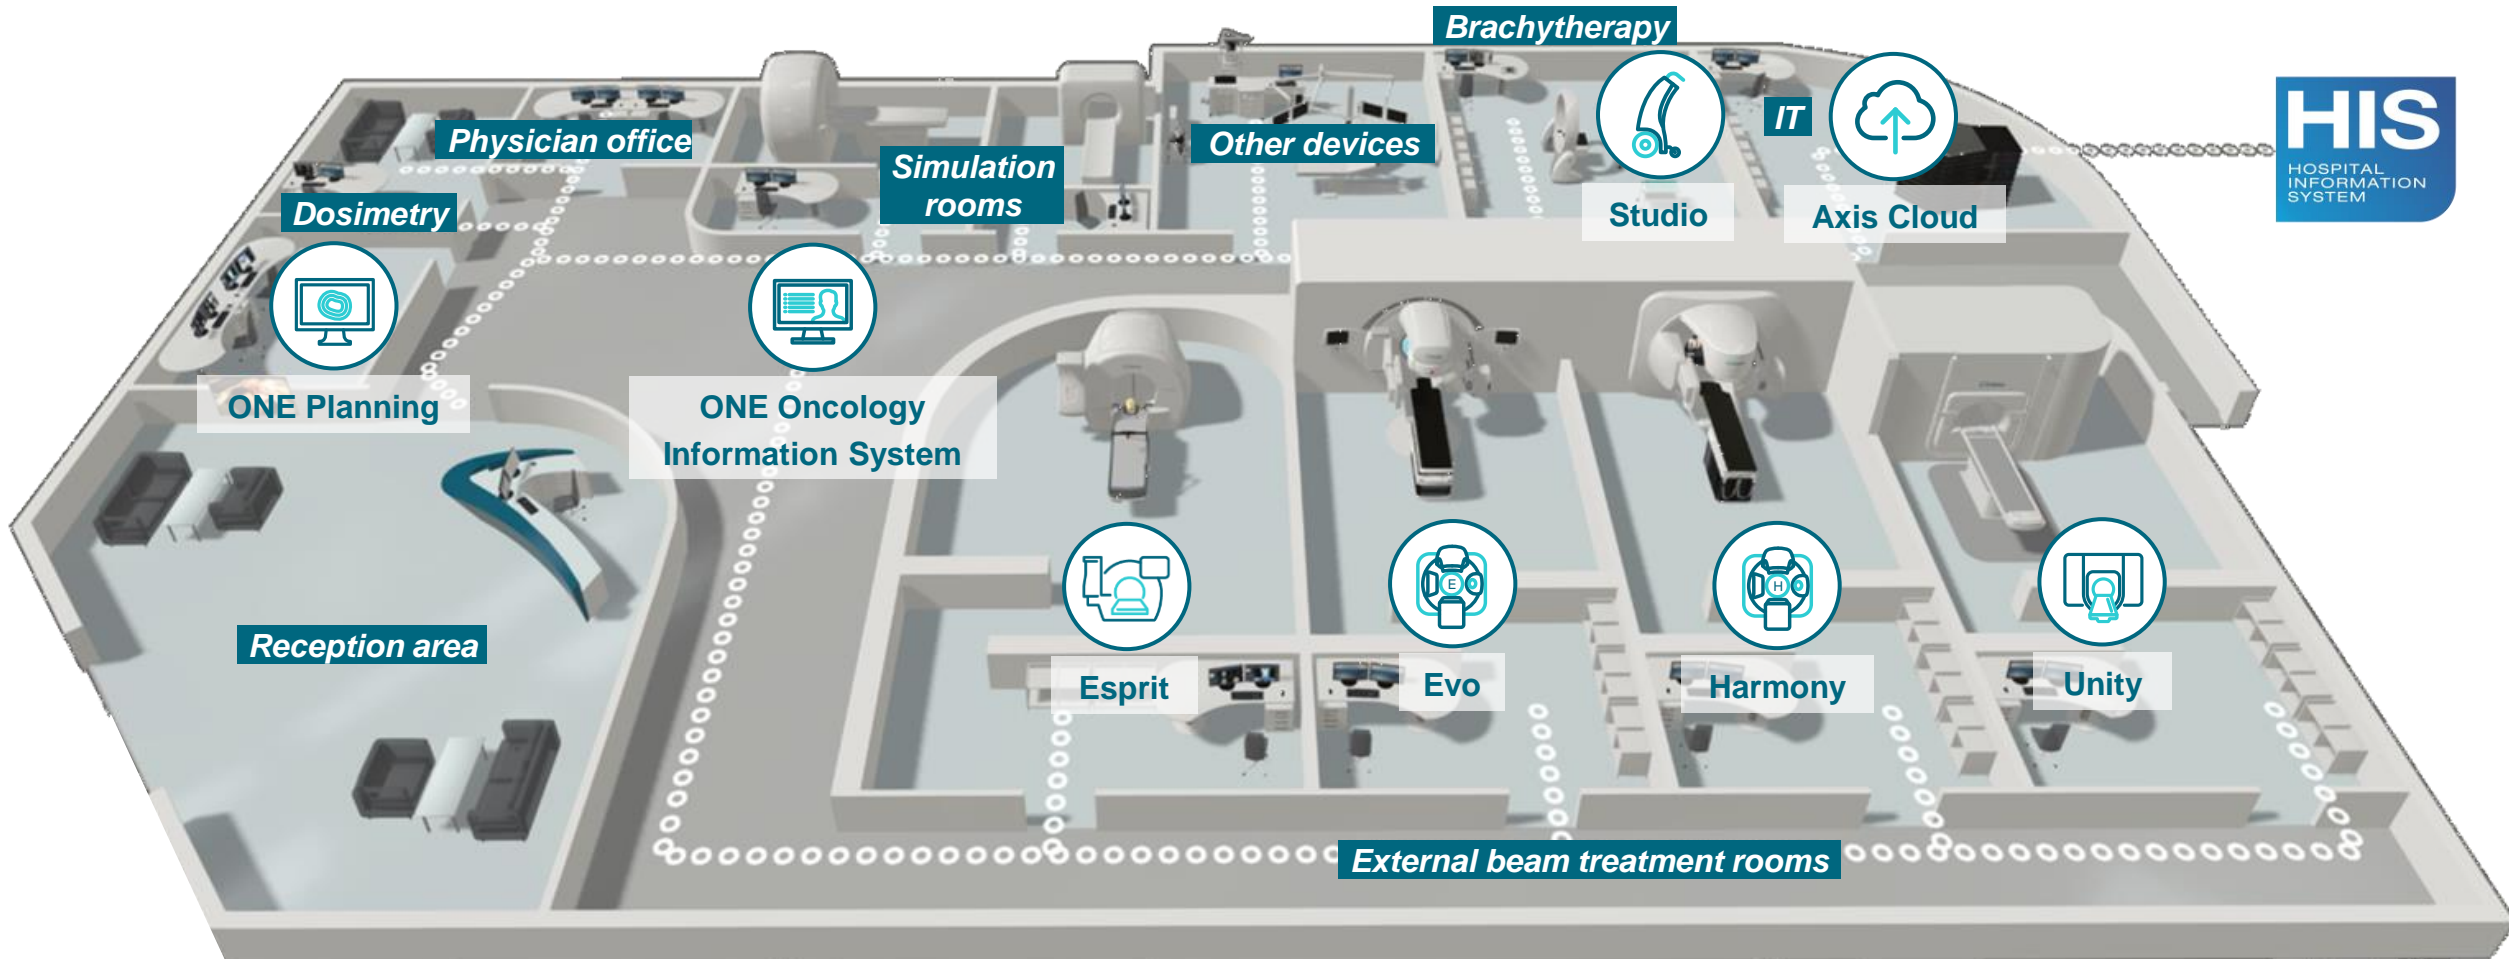 Brachytherapy
Physician office
Other devices
IT
HIS
HOSPITAL
INFORMATION
SYSTEM
Simulation
rooms
Dosimetry
Studio
Axis Cloud
ONE Planning
ONE Oncology
Information System
E
H
Reception area
Esprit
Evo
Harmony
Unity
External beam treatment rooms